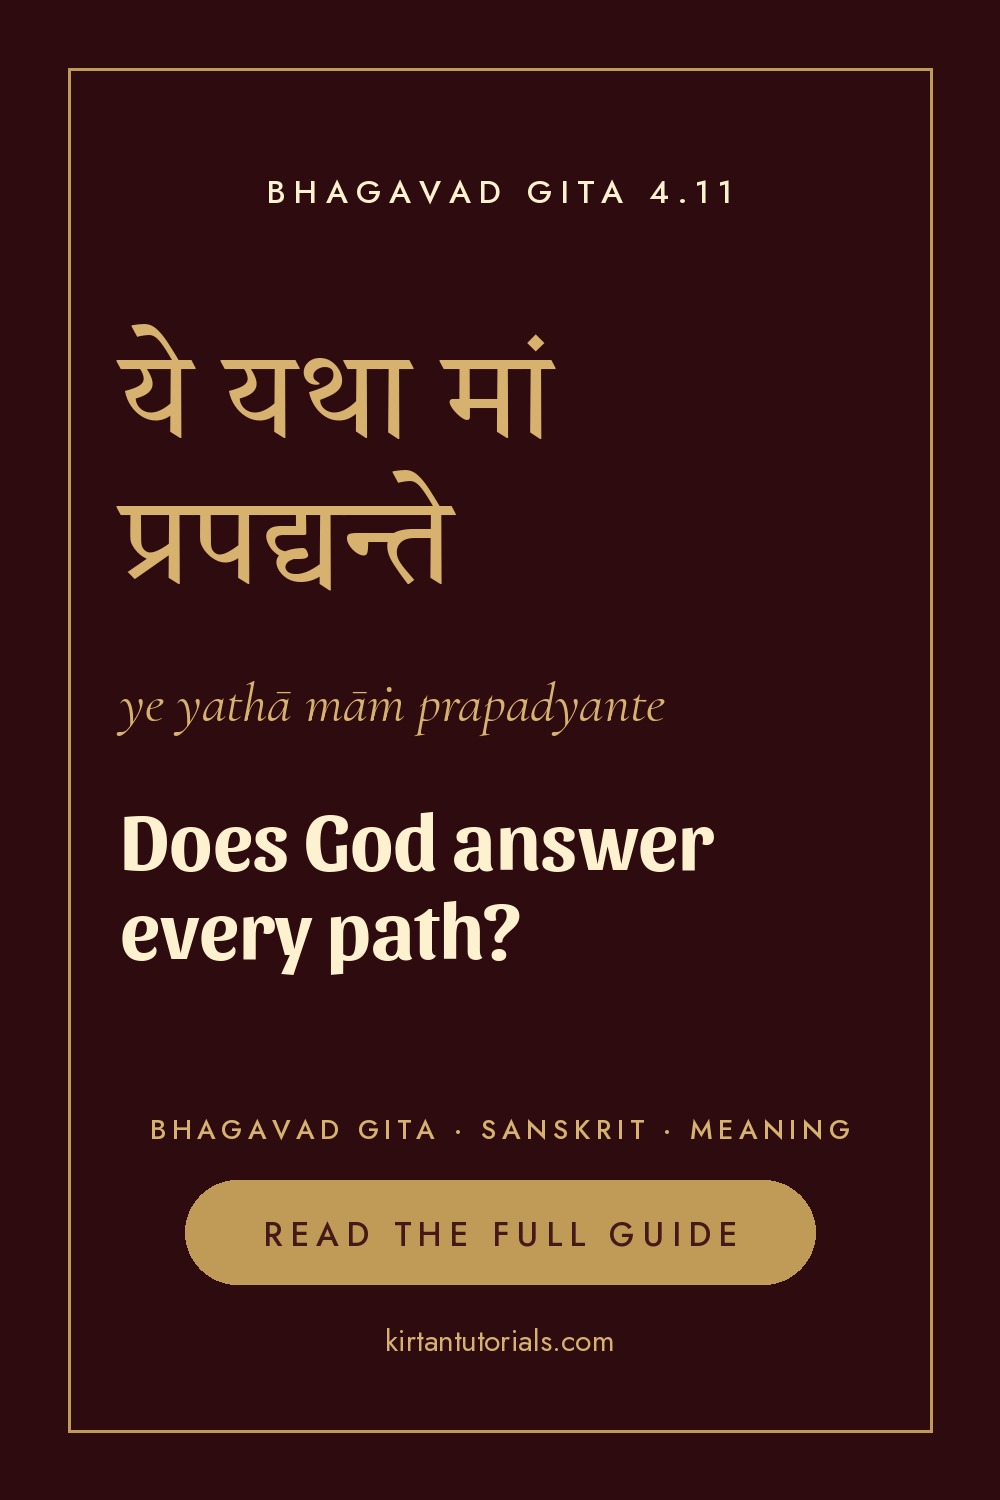 BHAGAVAD GITA 4.11
ये यथा मां
प्रपद्यन्ते
ye yathā māṁ prapadyante
Does God answer
every path?
BHAGAVAD GITA · SANSKRIT · MEANING
READ THE FULL GUIDE
kirtantutorials.com